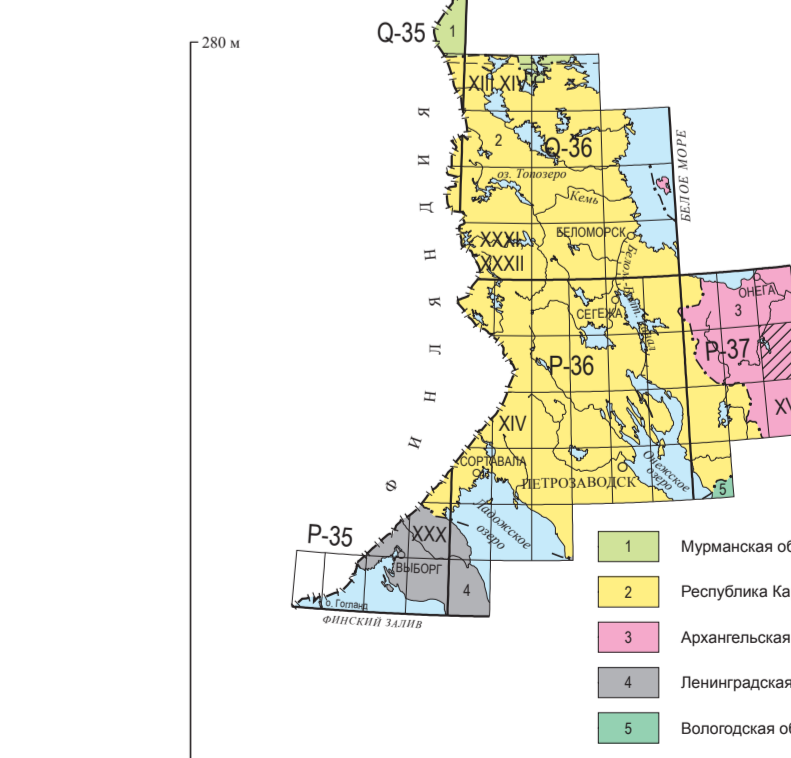 Q-35
1
280 м
XIII XIV
2
Q-36
оз. Топозеро
Кемь
БЕЛОЕ МОРЕ
БЕЛОМОРСК
XXXI,
XXXII
ФИНЛЯНДИЯ
ОНЕГА
3
СЕГЕЖА
P-37
P-36
XV
XIV
СОРТАВАЛА
Онежское
озеро
ПЕТРОЗАВОДСК
5
Ладожское
озеро
P-35
XXX
ВЫБОРГ
4
о. Гогланд
ФИНСКИЙ ЗАЛИВ
1 Мурманская об
2 Республика Ка
3 Архангельская
4 Ленинградская
5 Вологодская об